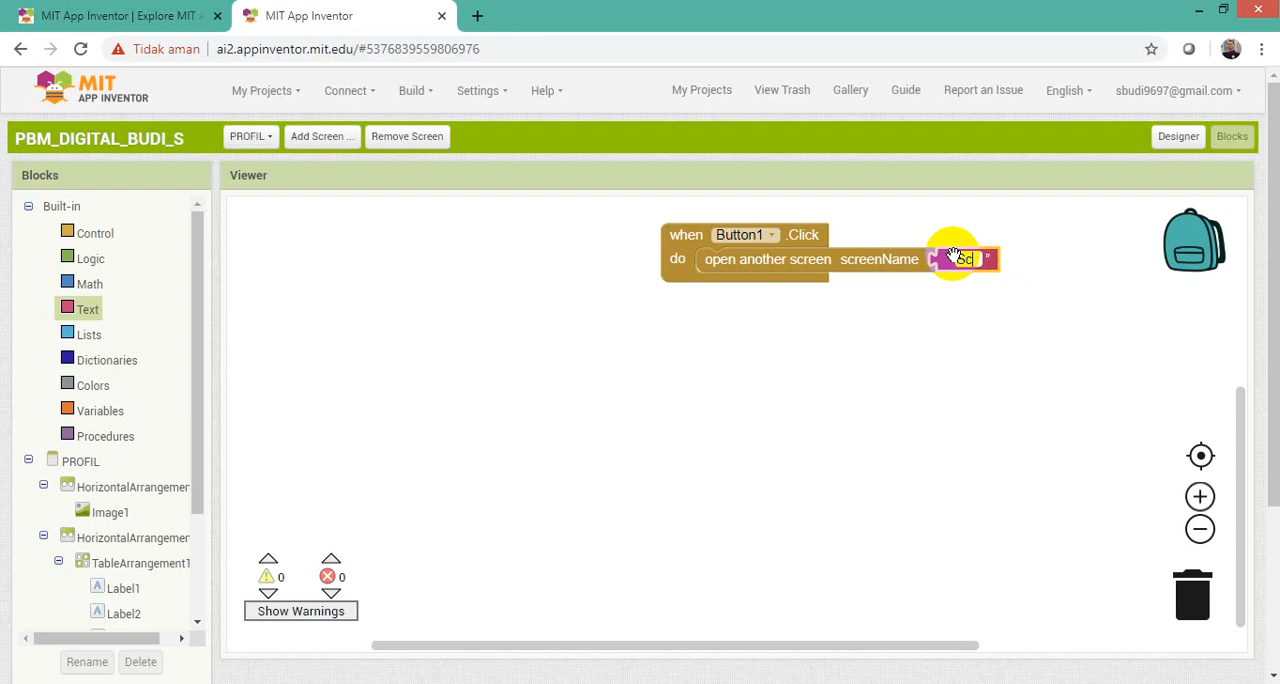 MIT App Inventor | Explore MIT
MIT App Inventor
Tidak aman
ai2.appinventor.mit.edu/#5376839559806976
MIT
APP INVENTOR
My Projects
Connect
Build
Settings
Help
My Projects
View Trash
Gallery
Guide
Report an Issue
English
sbudi9697@gmail.com
PBM_DIGITAL_BUDI_S
PROFIL
Add Screen ...
Remove Screen
Designer
Blocks
Blocks
Viewer
Built-in
Control
Logic
Math
Text
Lists
Dictionaries
Colors
Variables
Procedures
PROFIL
HorizontalArrangemer
Image1
HorizontalArrangemer
TableArrangement1
Label1
Label2
Rename
Delete
when Button1 .Click
do open another screen screenName Sc "
0
0
Show Warnings